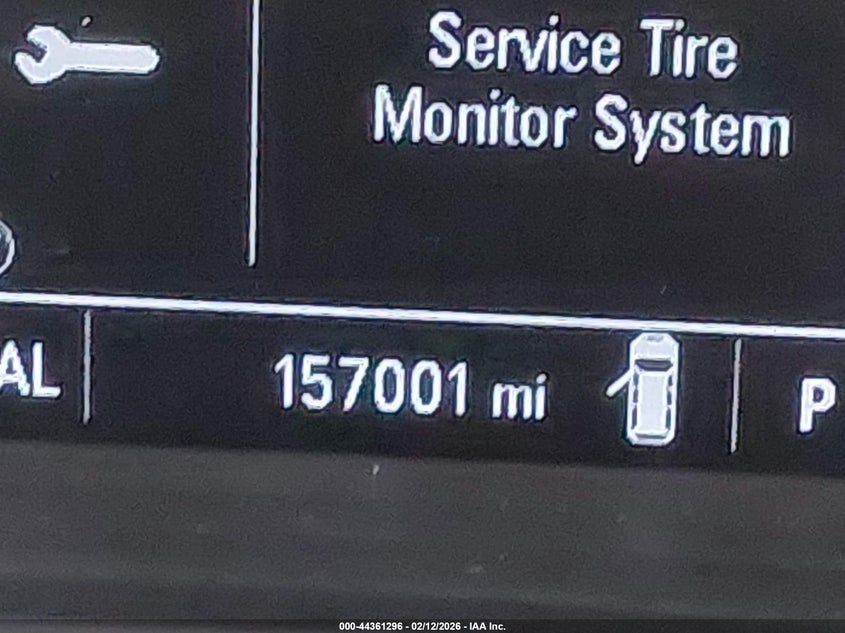 Service Tire
Monitor System
AL
157001 mi
P
000-44361296 - 02/12/2026 - IAA Inc.